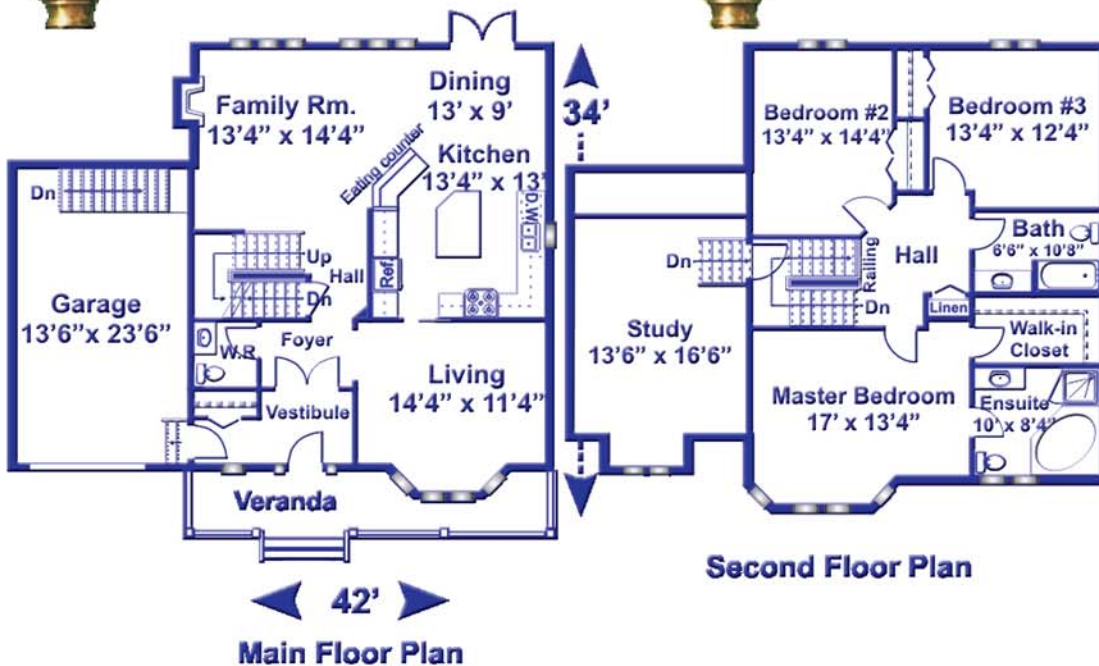 Dining
13' x 9'
Family Rm.
13'4” x 14'4”
Eating counter
Kitchen
13'4” x 13'
D.W.
Ref.
Dn
Up
Hall
Dn
Garage
13'6”x 23'6”
W.R
Foyer
Living
14'4” x 11'4”
Vestibule
Veranda
42'
Main Floor Plan
34'
Bedroom #2
13'4” x 14'4”
Bedroom #3
13'4” x 12'4”
Bath
6'6” x 10'8”
Hall
Railing
Dn
Dn
Linen
Study
13'6” x 16'6”
Walk-in
Closet
Master Bedroom
17' x 13'4”
Ensuite
10' x 8'4”
Second Floor Plan